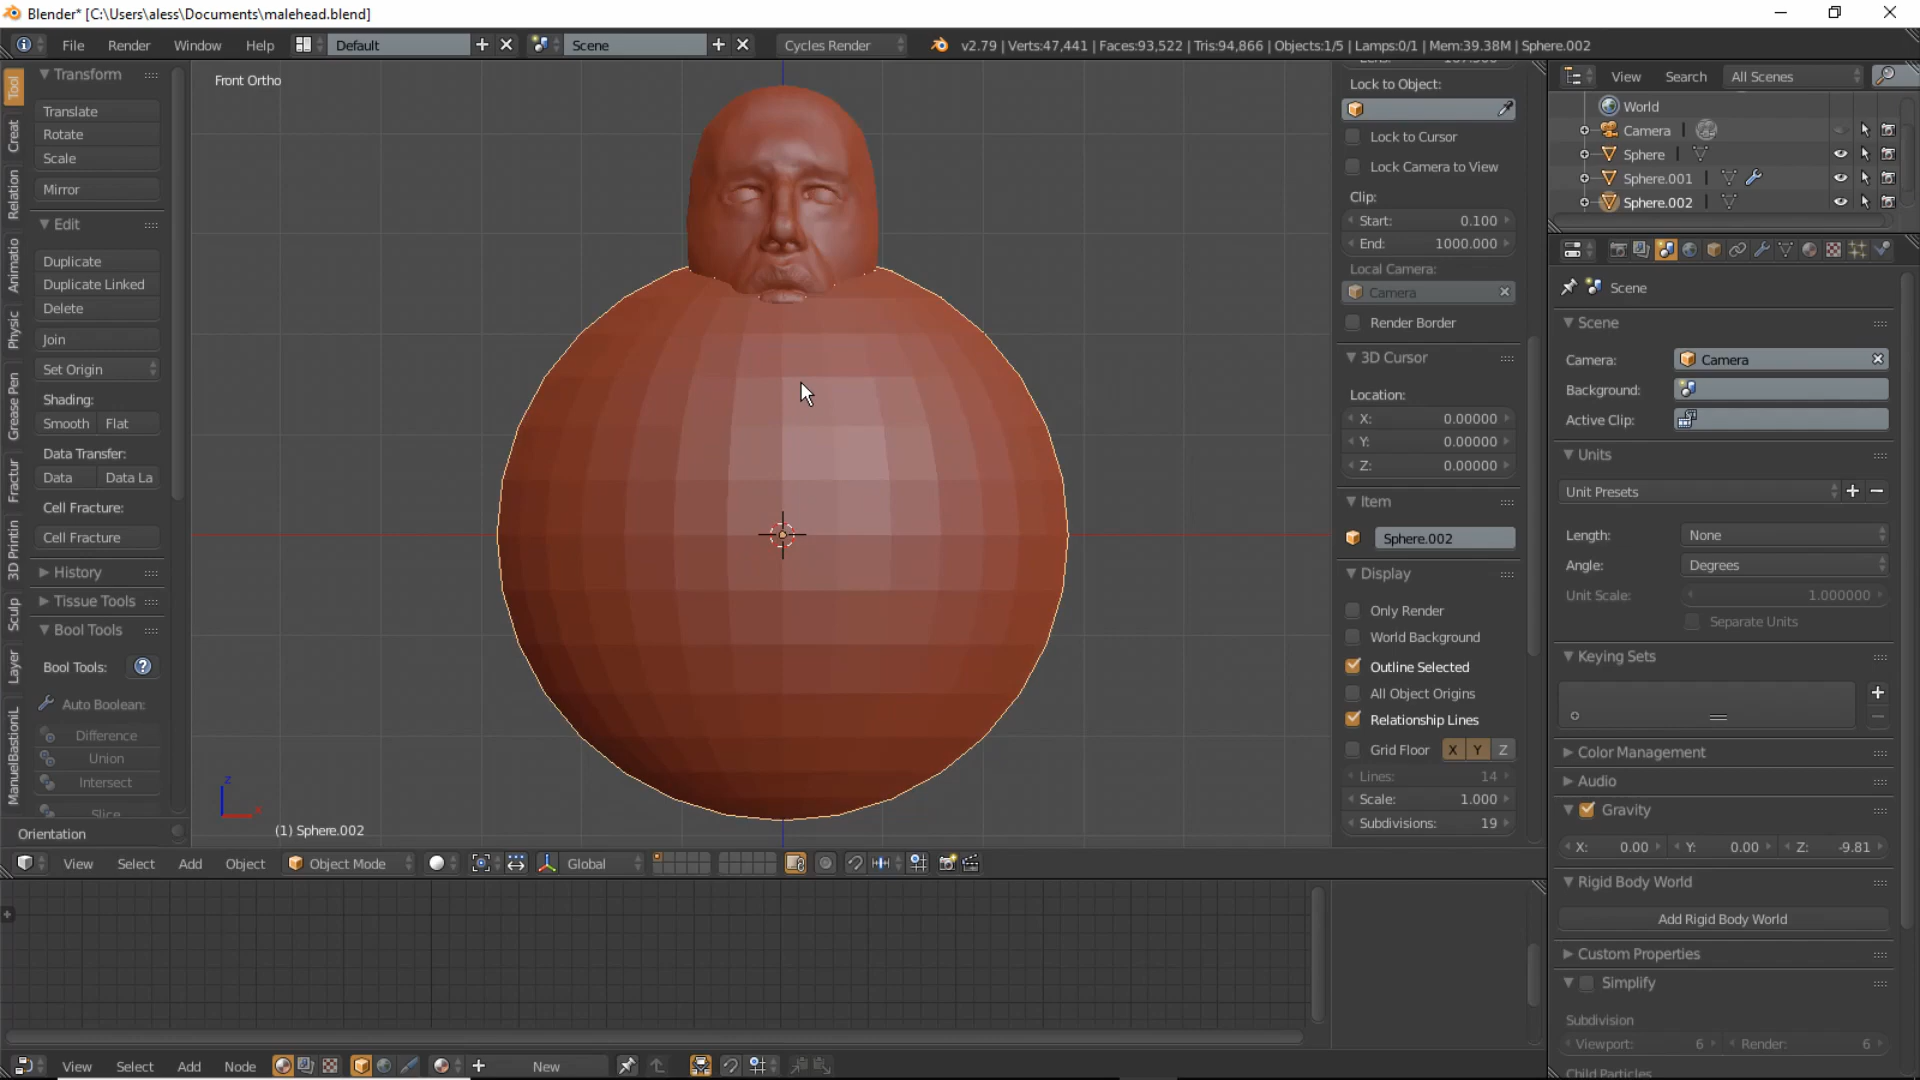 Blender* [C:\Users\aless\Documents\malehead.blend]
File Render Window Help Default Scene Cycles Render v2.79 | Verts:47,441 | Faces:93,522 | Tris:94,866 | Objects:1/5 | Lamps:0/1 | Mem:39.38M | Sphere.002
Tool
Creat
Relation
Animatio
Physic
Grease Pen
Fractur
3D Printin
Sculp
Layer
ManuelBastioniL
Transform
Translate
Rotate
Scale
Mirror
Edit
Duplicate
Duplicate Linked
Delete
Join
Set Origin
Shading:
Smooth Flat
Data Transfer:
Data Data La
Cell Fracture:
Cell Fracture
History
Tissue Tools
Bool Tools
Bool Tools:
Auto Boolean:
Difference
Union
Intersect
Slice
Orientation
Front Ortho
z
x
(1) Sphere.002
Lock to Object:
Lock to Cursor
Lock Camera to View
Clip:
Start: 0.100
End: 1000.000
Local Camera:
Camera
Render Border
3D Cursor
Location:
X: 0.00000
Y: 0.00000
Z: 0.00000
Item
Sphere.002
Display
Only Render
World Background
Outline Selected
All Object Origins
Relationship Lines
Grid Floor X Y Z
Lines: 14
Scale: 1.000
Subdivisions: 19
View Search All Scenes
World
Camera
Sphere
Sphere.001
Sphere.002
Scene
Scene
Camera: Camera
Background:
Active Clip:
Units
Unit Presets
Length: None
Angle: Degrees
Unit Scale: 1.000000
Separate Units
Keying Sets
Color Management
Audio
Gravity
X: 0.00 Y: 0.00 Z: -9.81
Rigid Body World
Add Rigid Body World
Custom Properties
Simplify
Subdivision
Viewport: 6 Render: 6
Child Particles
View Select Add Object Object Mode Global
View Select Add Node New